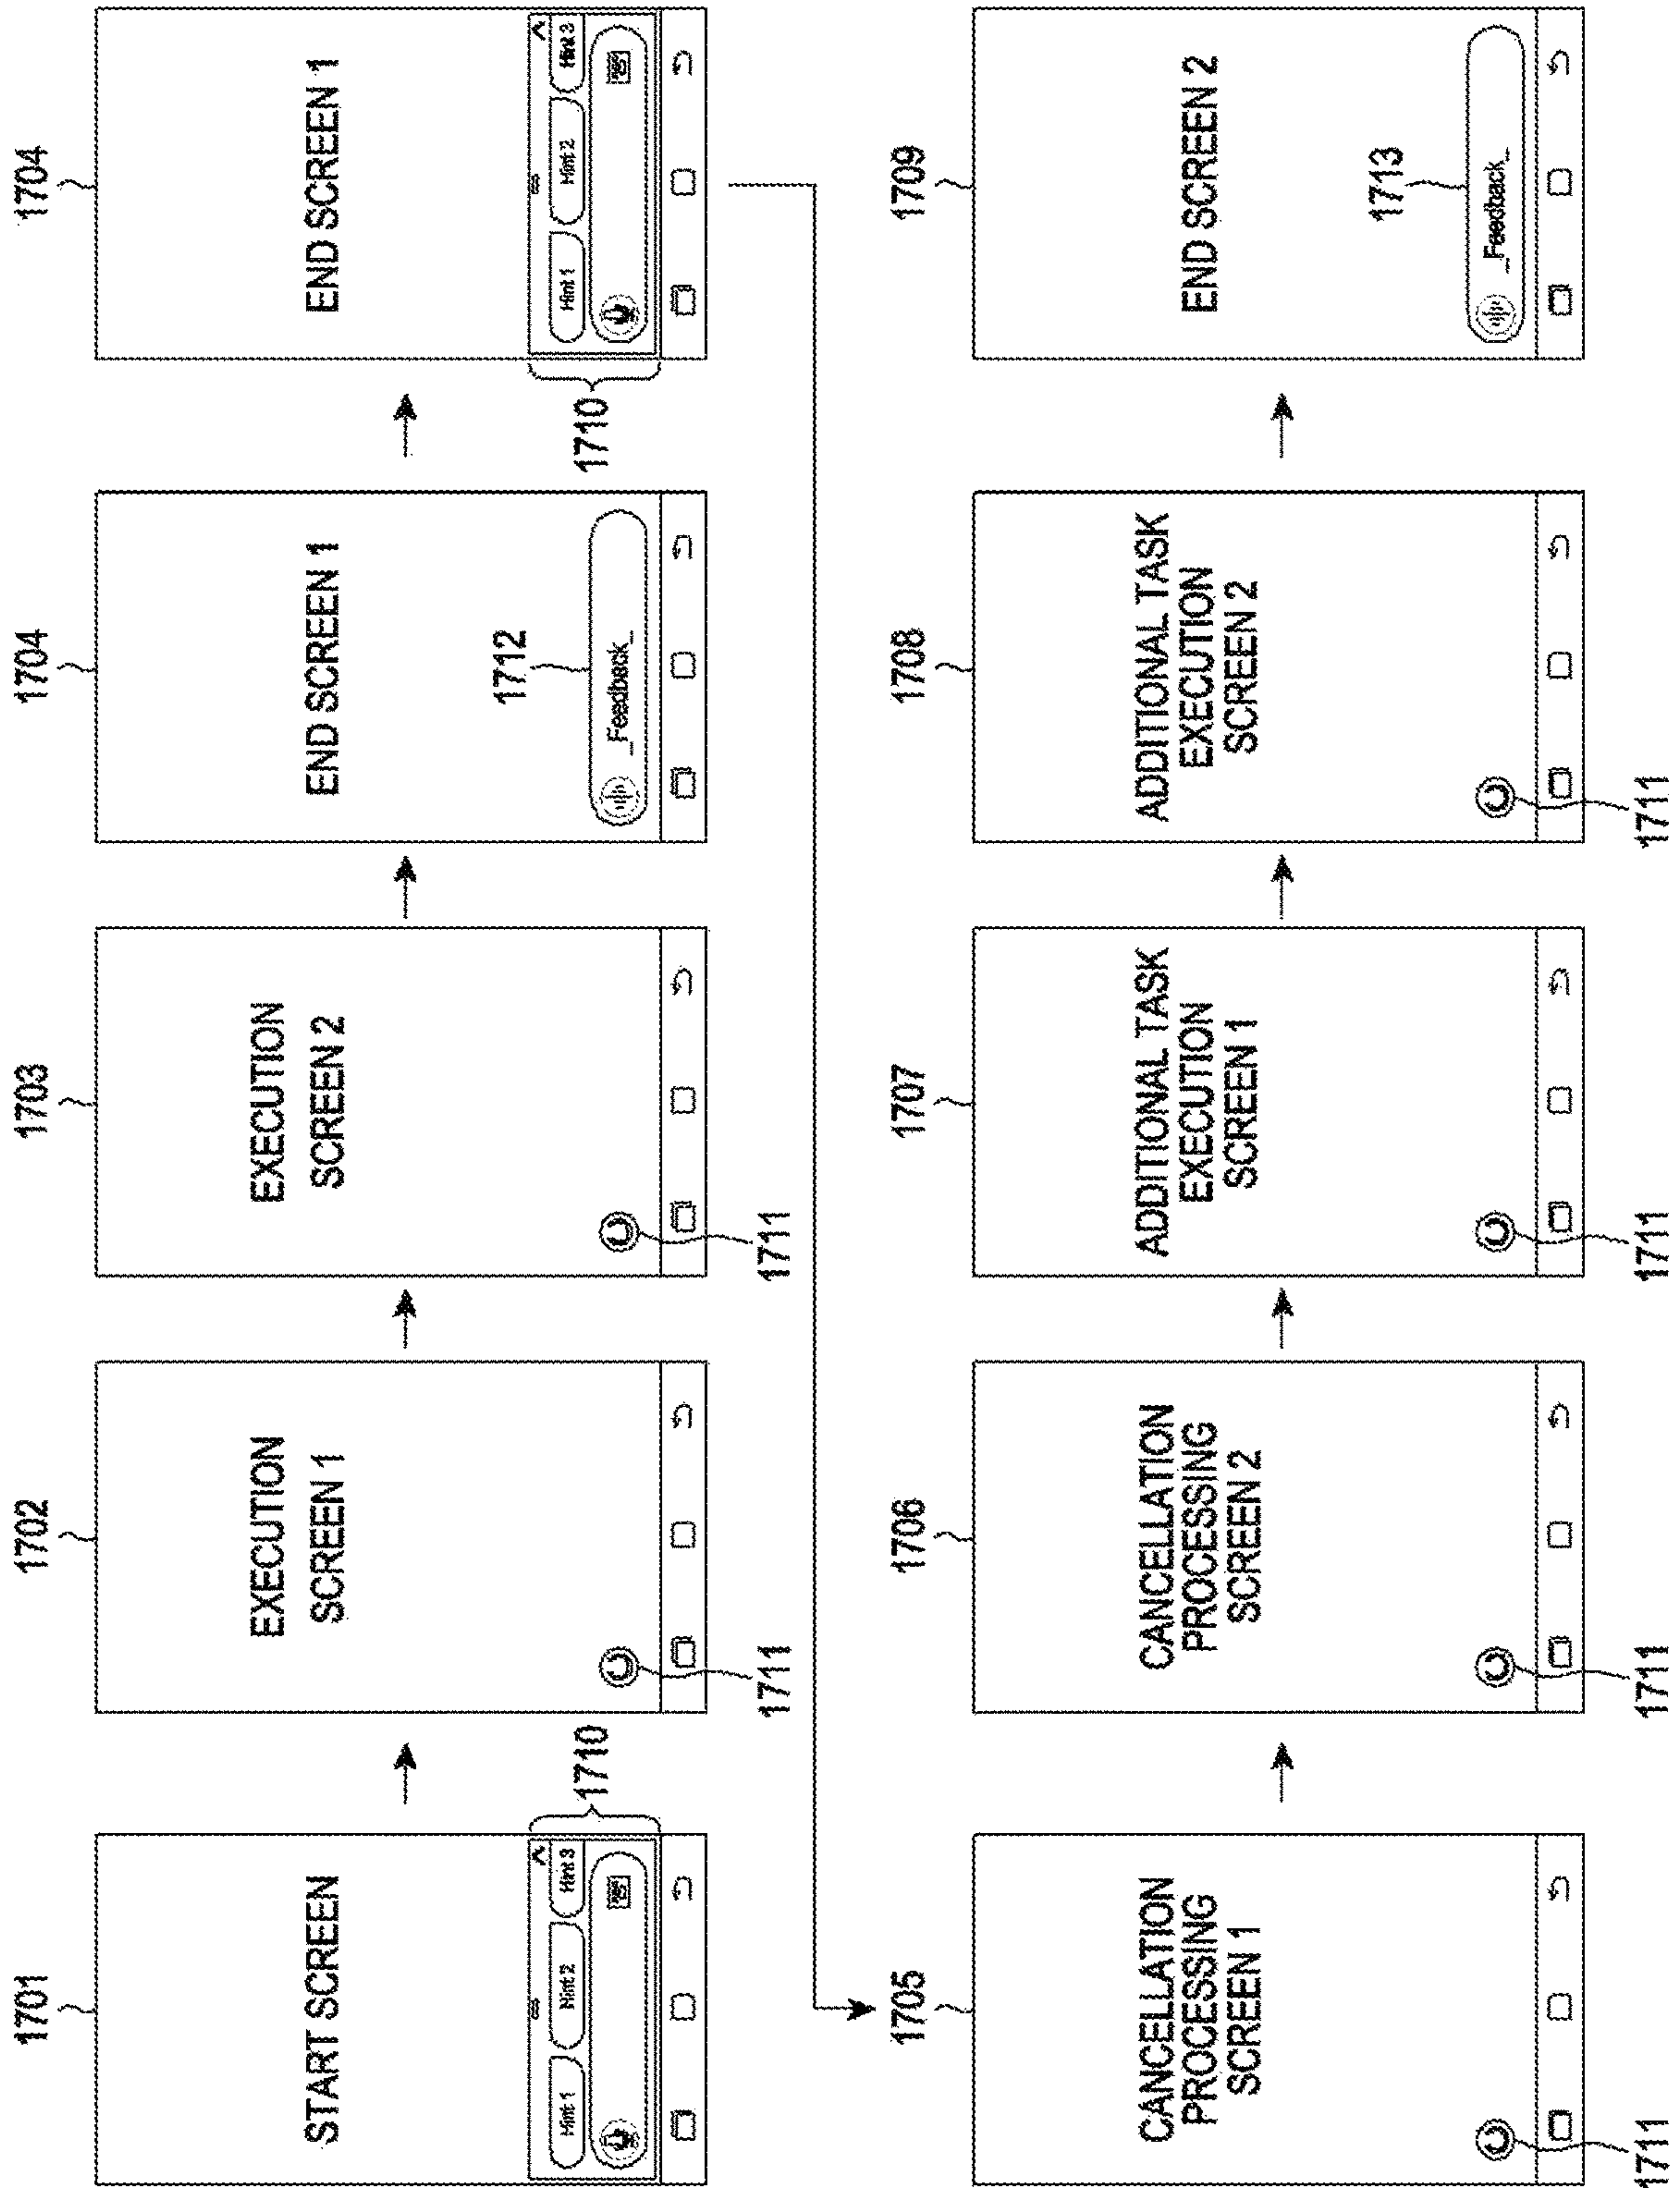 1701
START SCREEN
Hint 1
Hint 2
Hint 3
1710
1702
EXECUTION
SCREEN 1
1711
1703
EXECUTION
SCREEN 2
1711
1704
END SCREEN 1
1712
_Feedback_
1704
END SCREEN 1
Hint 1
Hint 2
Hint 3
1710
1705
CANCELLATION
PROCESSING
SCREEN 1
1711
1706
CANCELLATION
PROCESSING
SCREEN 2
1711
1707
ADDITIONAL TASK
EXECUTION
SCREEN 1
1711
1708
ADDITIONAL TASK
EXECUTION
SCREEN 2
1711
1709
END SCREEN 2
1713
_Feedback_